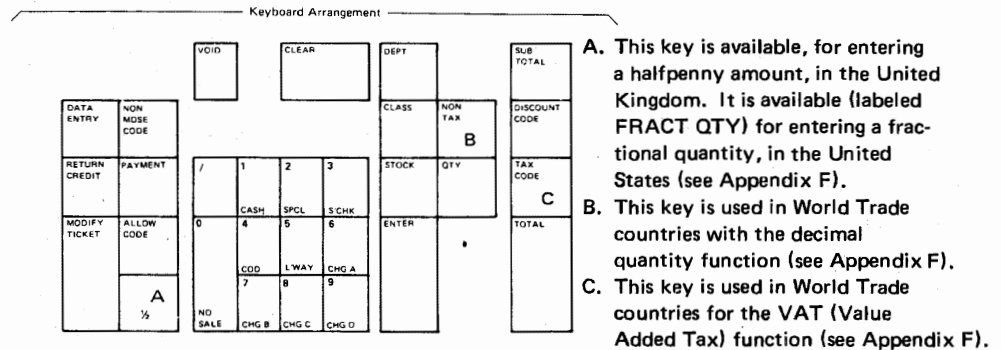 Keyboard Arrangement
VOID
CLEAR
DEPT
SUB
TOTAL
DATA
ENTRY
NON
MDSE
CODE
CLASS
NON
TAX
B
DISCOUNT
CODE
RETURN
CREDIT
PAYMENT
/
1
CASH
2
SPCL
3
S'CHK
STOCK
QTY
TAX
CODE
C
MODIFY
TICKET
ALLOW
CODE
0
NO
SALE
4
COD
5
L'WAY
6
CHG A
ENTER
TOTAL
A
½
7
CHG B
8
CHG C
9
CHG D
A. This key is available, for entering
a halfpenny amount, in the United
Kingdom. It is available (labeled
FRACT QTY) for entering a frac-
tional quantity, in the United
States (see Appendix F).
B. This key is used in World Trade
countries with the decimal
quantity function (see Appendix F).
C. This key is used in World Trade
countries for the VAT (Value
Added Tax) function (see Appendix F).